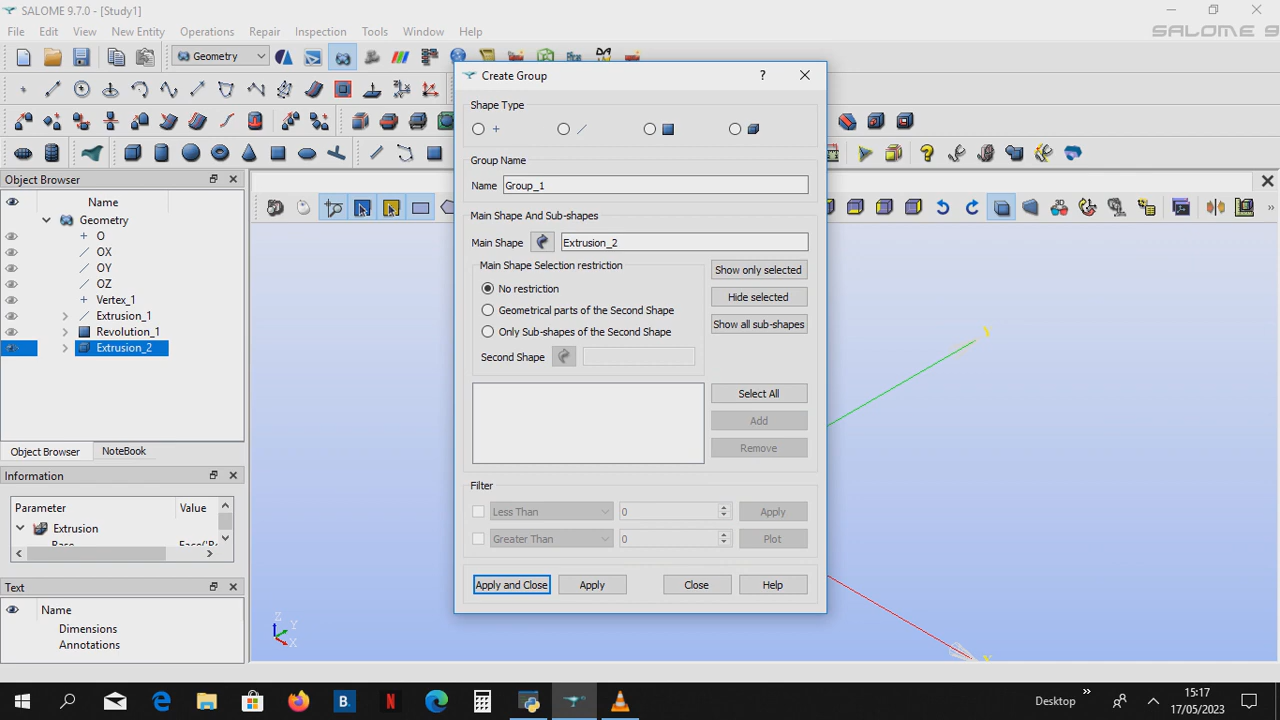 SALOME 9.7.0 - [Study1]
File Edit View New Entity Operations Repair Inspection Tools Window Help
SALOME 9
Geometry
Create Group
?
Shape Type
Group Name
Name Group_1
Main Shape And Sub-shapes
Main Shape Extrusion_2
Main Shape Selection restriction
No restriction
Geometrical parts of the Second Shape
Only Sub-shapes of the Second Shape
Second Shape
Show only selected
Hide selected
Show all sub-shapes
Select All
Add
Remove
Filter
Less Than 0 Apply
Greater Than 0 Plot
Apply and Close Apply Close Help
Object Browser
Name
Geometry
O
OX
OY
OZ
Vertex_1
Extrusion_1
Revolution_1
Extrusion_2
Object Browser NoteBook
Information
Parameter Value
Extrusion
Text
Name
Dimensions
Annotations
Z
Y
X
Y
X
Desktop
15:17
17/05/2023